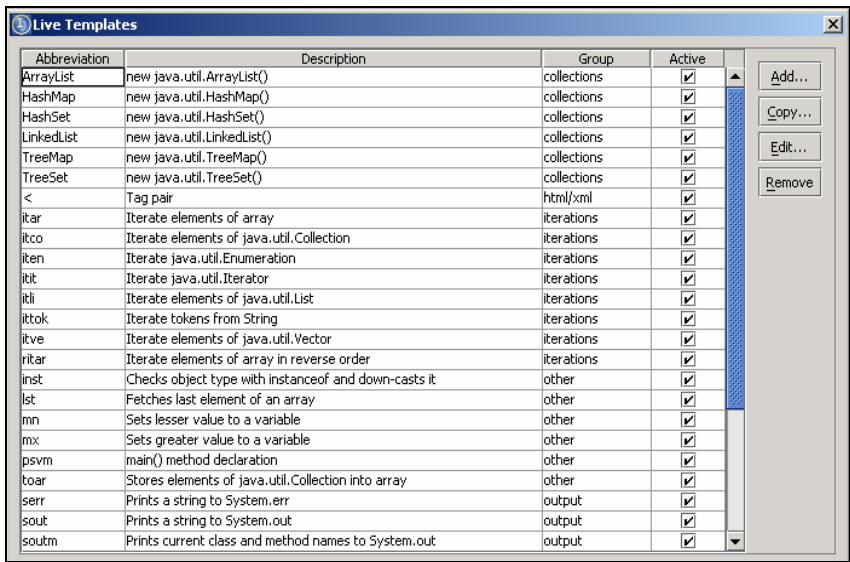 Live Templates
Abbreviation Description Group Active
ArrayList new java.util.ArrayList() collections
HashMap new java.util.HashMap() collections
HashSet new java.util.HashSet() collections
LinkedList new java.util.LinkedList() collections
TreeMap new java.util.TreeMap() collections
TreeSet new java.util.TreeSet() collections
< Tag pair html/xml
itar Iterate elements of array iterations
itco Iterate elements of java.util.Collection iterations
iten Iterate java.util.Enumeration iterations
itit Iterate java.util.Iterator iterations
itli Iterate elements of java.util.List iterations
ittok Iterate tokens from String iterations
itve Iterate elements of java.util.Vector iterations
ritar Iterate elements of array in reverse order iterations
inst Checks object type with instanceof and down-casts it other
lst Fetches last element of an array other
mn Sets lesser value to a variable other
mx Sets greater value to a variable other
psvm main() method declaration other
toar Stores elements of java.util.Collection into array other
serr Prints a string to System.err output
sout Prints a string to System.out output
soutm Prints current class and method names to System.out output
Add...
Copy...
Edit...
Remove